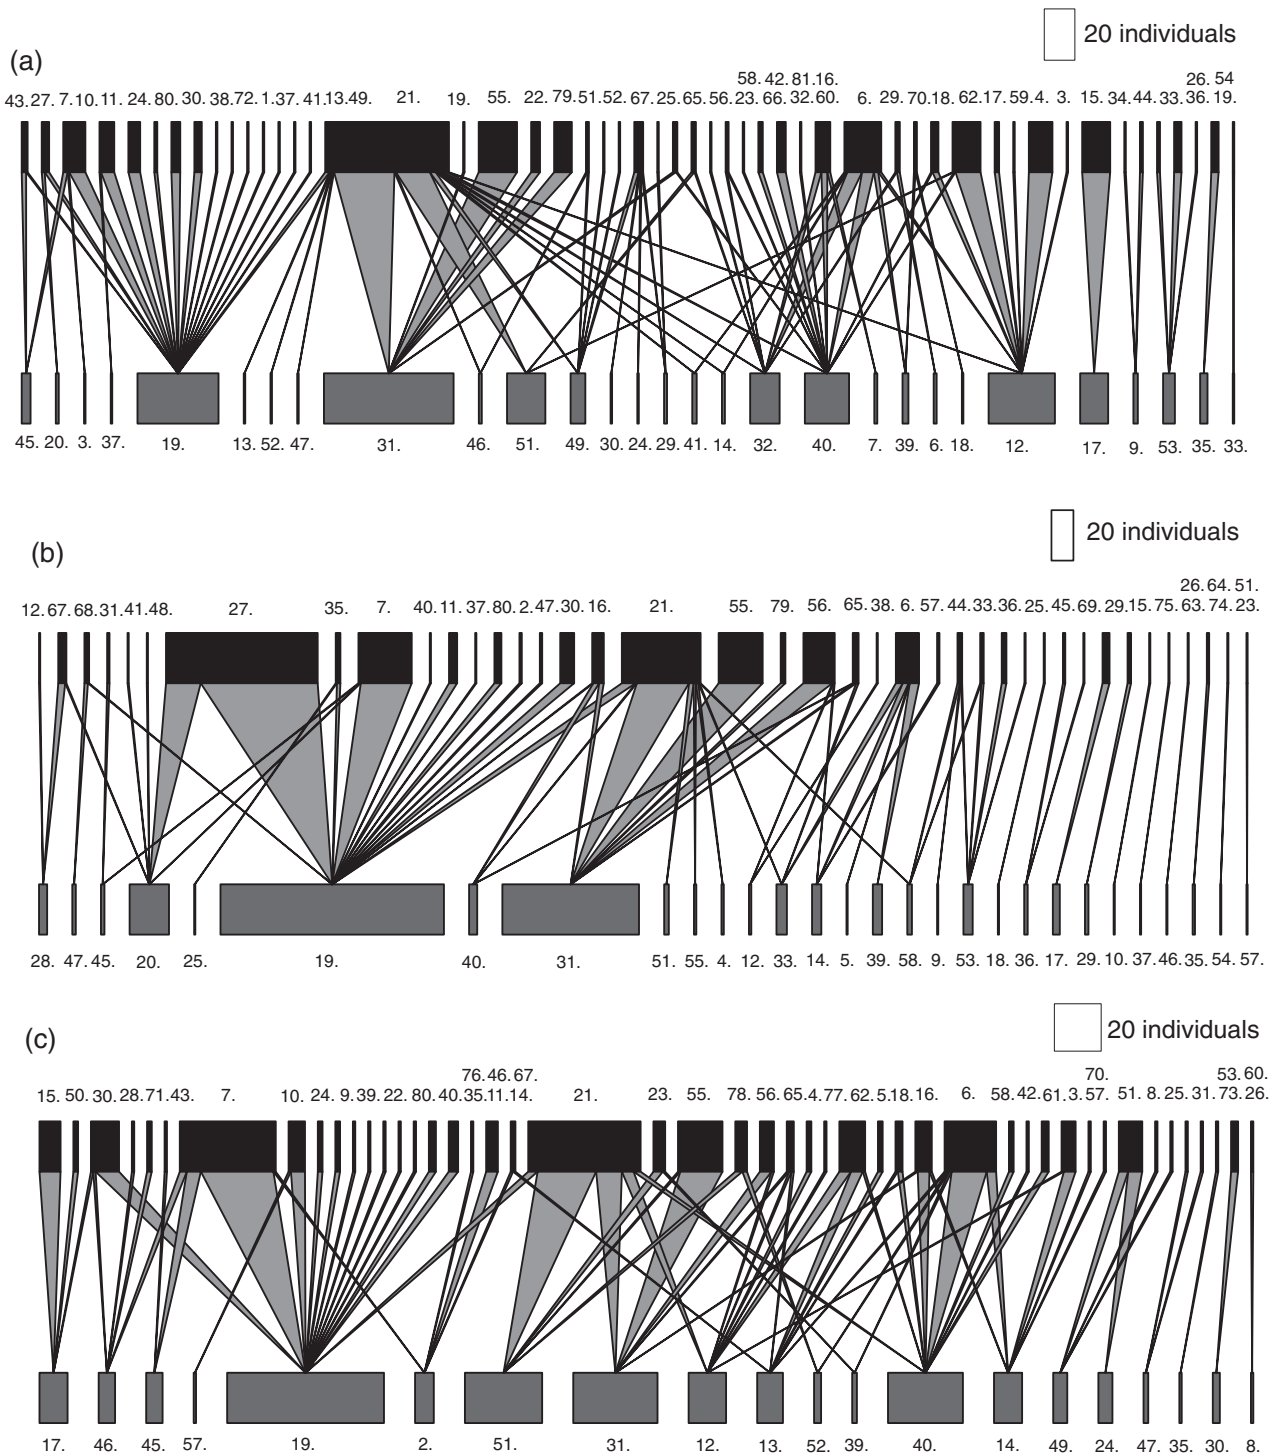 20 individuals
(a)
58. 42. 81. 16. 26. 54
43. 27. 7. 10. 11. 24. 80. 30. 38. 72. 1. 37. 41. 13. 49. 21. 19. 55. 22. 79. 51. 52. 67. 25. 65. 56. 23. 66. 32. 60. 6. 29. 70. 18. 62. 17. 59. 4. 3. 15. 34. 44. 33. 36. 19.
45. 20. 3. 37. 19. 13. 52. 47. 31. 46. 51. 49. 30. 24. 29. 41. 14. 32. 40. 7. 39. 6. 18. 12. 17. 9. 53. 35. 33.
20 individuals
(b)
26. 64. 51.
12. 67. 68. 31. 41. 48. 27. 35. 7. 40. 11. 37. 80. 2. 47. 30. 16. 21. 55. 79. 56. 65. 38. 6. 57. 44. 33. 36. 25. 45. 69. 29. 15. 75. 63. 74. 23.
28. 47. 45. 20. 25. 19. 40. 31. 51. 55. 4. 12. 33. 14. 5. 39. 58. 9. 53. 18. 36. 17. 29. 10. 37. 46. 35. 54. 57.
20 individuals
(c)
76. 46. 67. 70. 53. 60.
15. 50. 30. 28. 71. 43. 7. 10. 24. 9. 39. 22. 80. 40. 35. 11. 14. 21. 23. 55. 78. 56. 65. 4. 77. 62. 5. 18. 16. 6. 58. 42. 61. 3. 57. 51. 8. 25. 31. 73. 26.
17. 46. 45. 57. 19. 2. 51. 31. 12. 13. 52. 39. 40. 14. 49. 24. 47. 35. 30. 8.